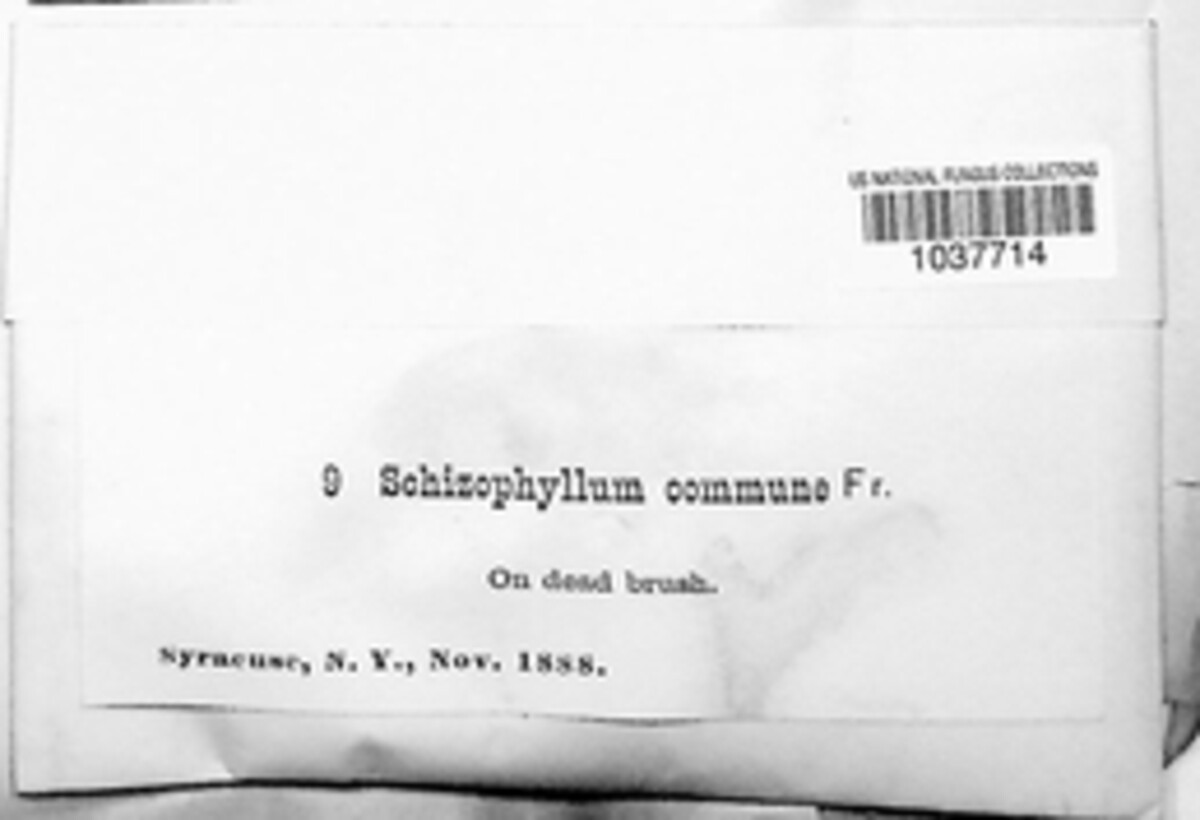 US NATIONAL FUNGUS COLLECTIONS
1037714
9 Schizophyllum commune Fr.
On dead brush.
Syracuse, N. Y., Nov. 1888.